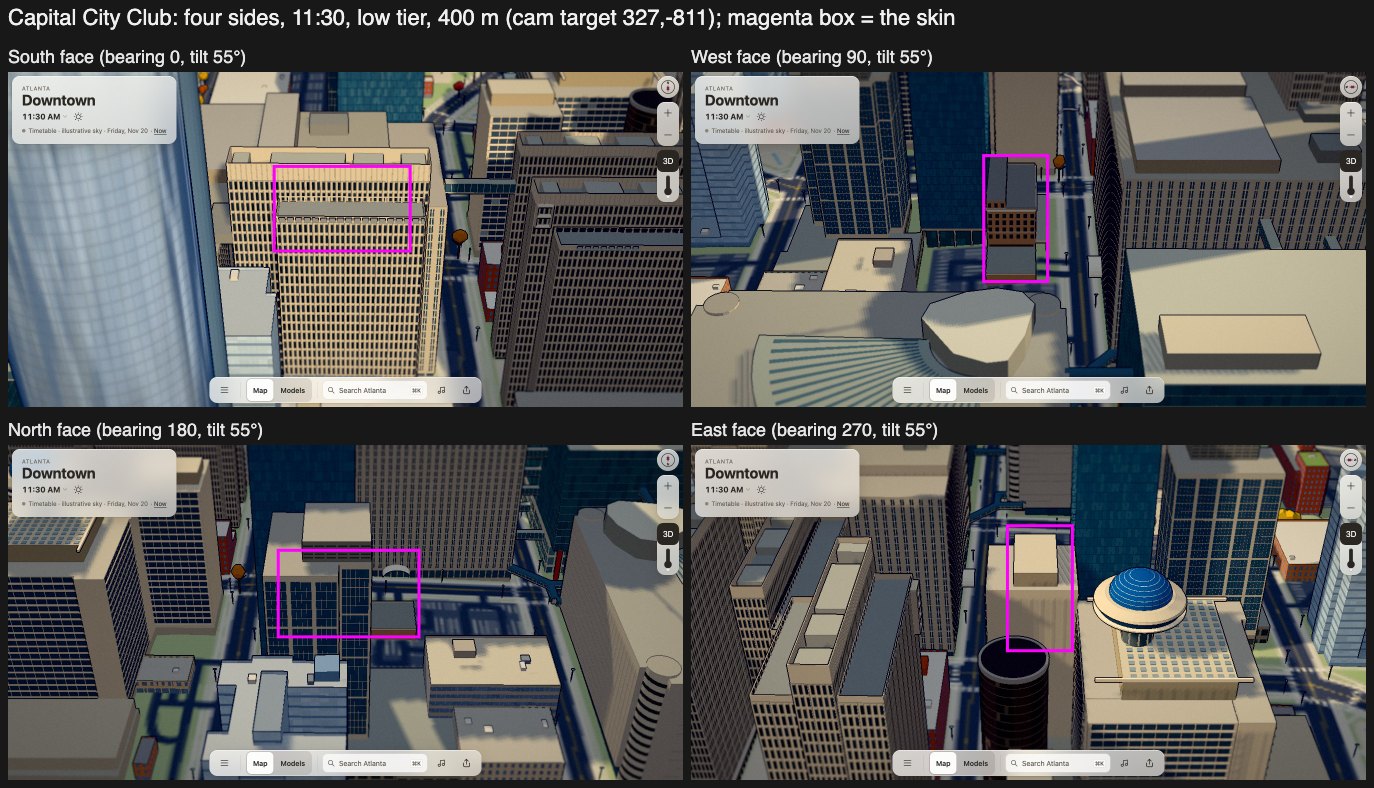 Capital City Club: four sides, 11:30, low tier, 400 m (cam target 327,-811); magenta box = the skin
South face (bearing 0, tilt 55°)
West face (bearing 90, tilt 55°)
ATLANTA
Downtown
11:30 AM
Timetable · illustrative sky · Friday, Nov 20 · Now
3D
Map
Models
Search Atlanta
⌘K
ATLANTA
Downtown
11:30 AM
Timetable · illustrative sky · Friday, Nov 20 · Now
3D
Map
Models
Search Atlanta
⌘K
North face (bearing 180, tilt 55°)
East face (bearing 270, tilt 55°)
ATLANTA
Downtown
11:30 AM
Timetable · illustrative sky · Friday, Nov 20 · Now
3D
Map
Models
Search Atlanta
⌘K
ATLANTA
Downtown
11:30 AM
Timetable · illustrative sky · Friday, Nov 20 · Now
3D
Map
Models
Search Atlanta
⌘K